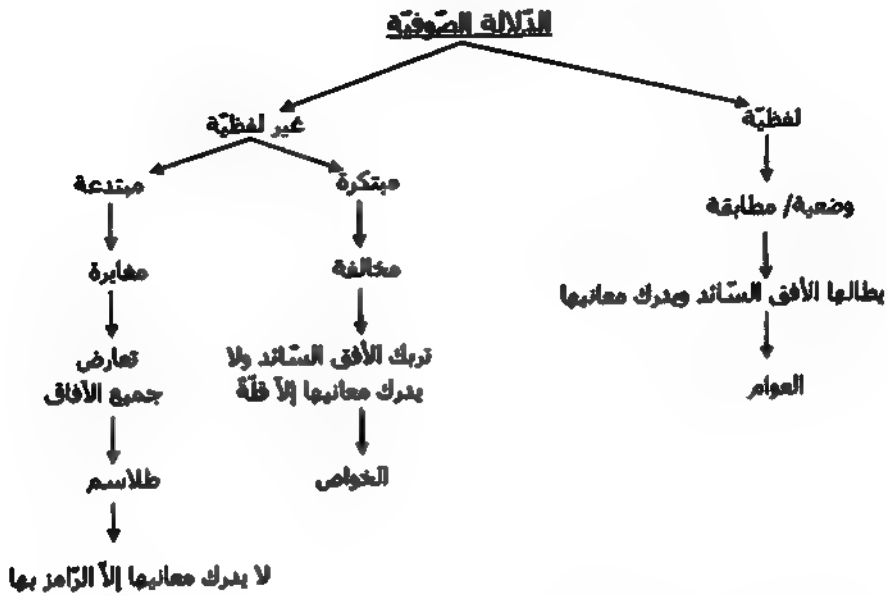 الدّلالة الصّوفيّة
لفظيّة
غير لفظيّة
وضعية/ مطابقة
مبتكرة
مبتدعة
يطالها الأفق السّائد ويدرك معانيها
مخالفة
مغايرة
العوام
تربك الأفق السّائد ولا
يدرك معانيها إلاّ قلّةً
تعارض
جميع الآفاق
الخواص
طلاسم
لا يدرك معانيها إلاّ الرّامز بها